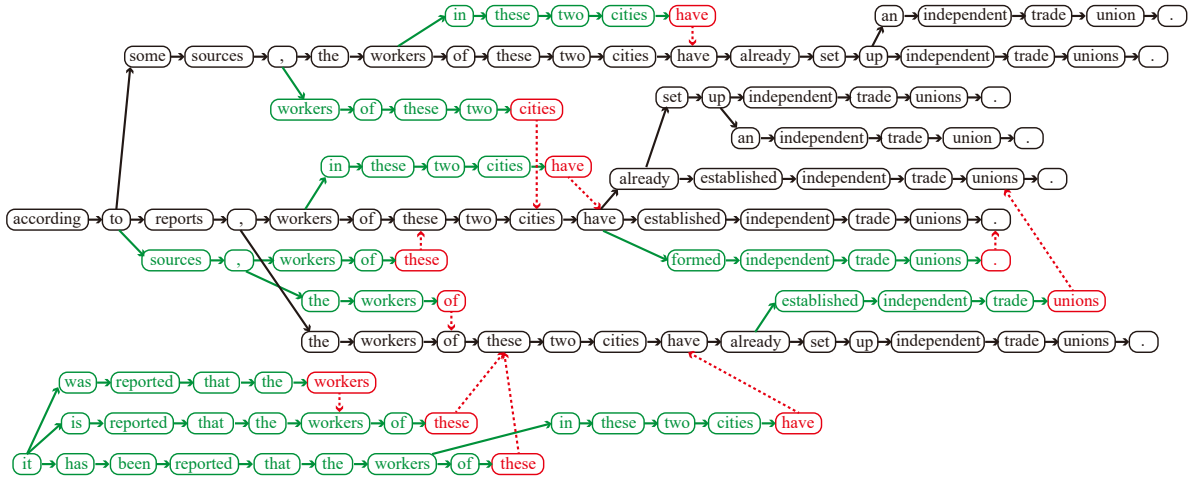 in these two cities have
an independent trade union .
some sources , the workers of these two cities have already set up independent trade unions .
set up independent trade unions .
workers of these two cities
an independent trade union .
in these two cities have
already established independent trade unions .
according to reports , workers of these two cities have established independent trade unions .
sources , workers of these
formed independent trade unions .
the workers of
established independent trade unions
the workers of these two cities have already set up independent trade unions .
was reported that the workers
is reported that the workers of these
in these two cities have
it has been reported that the workers of these